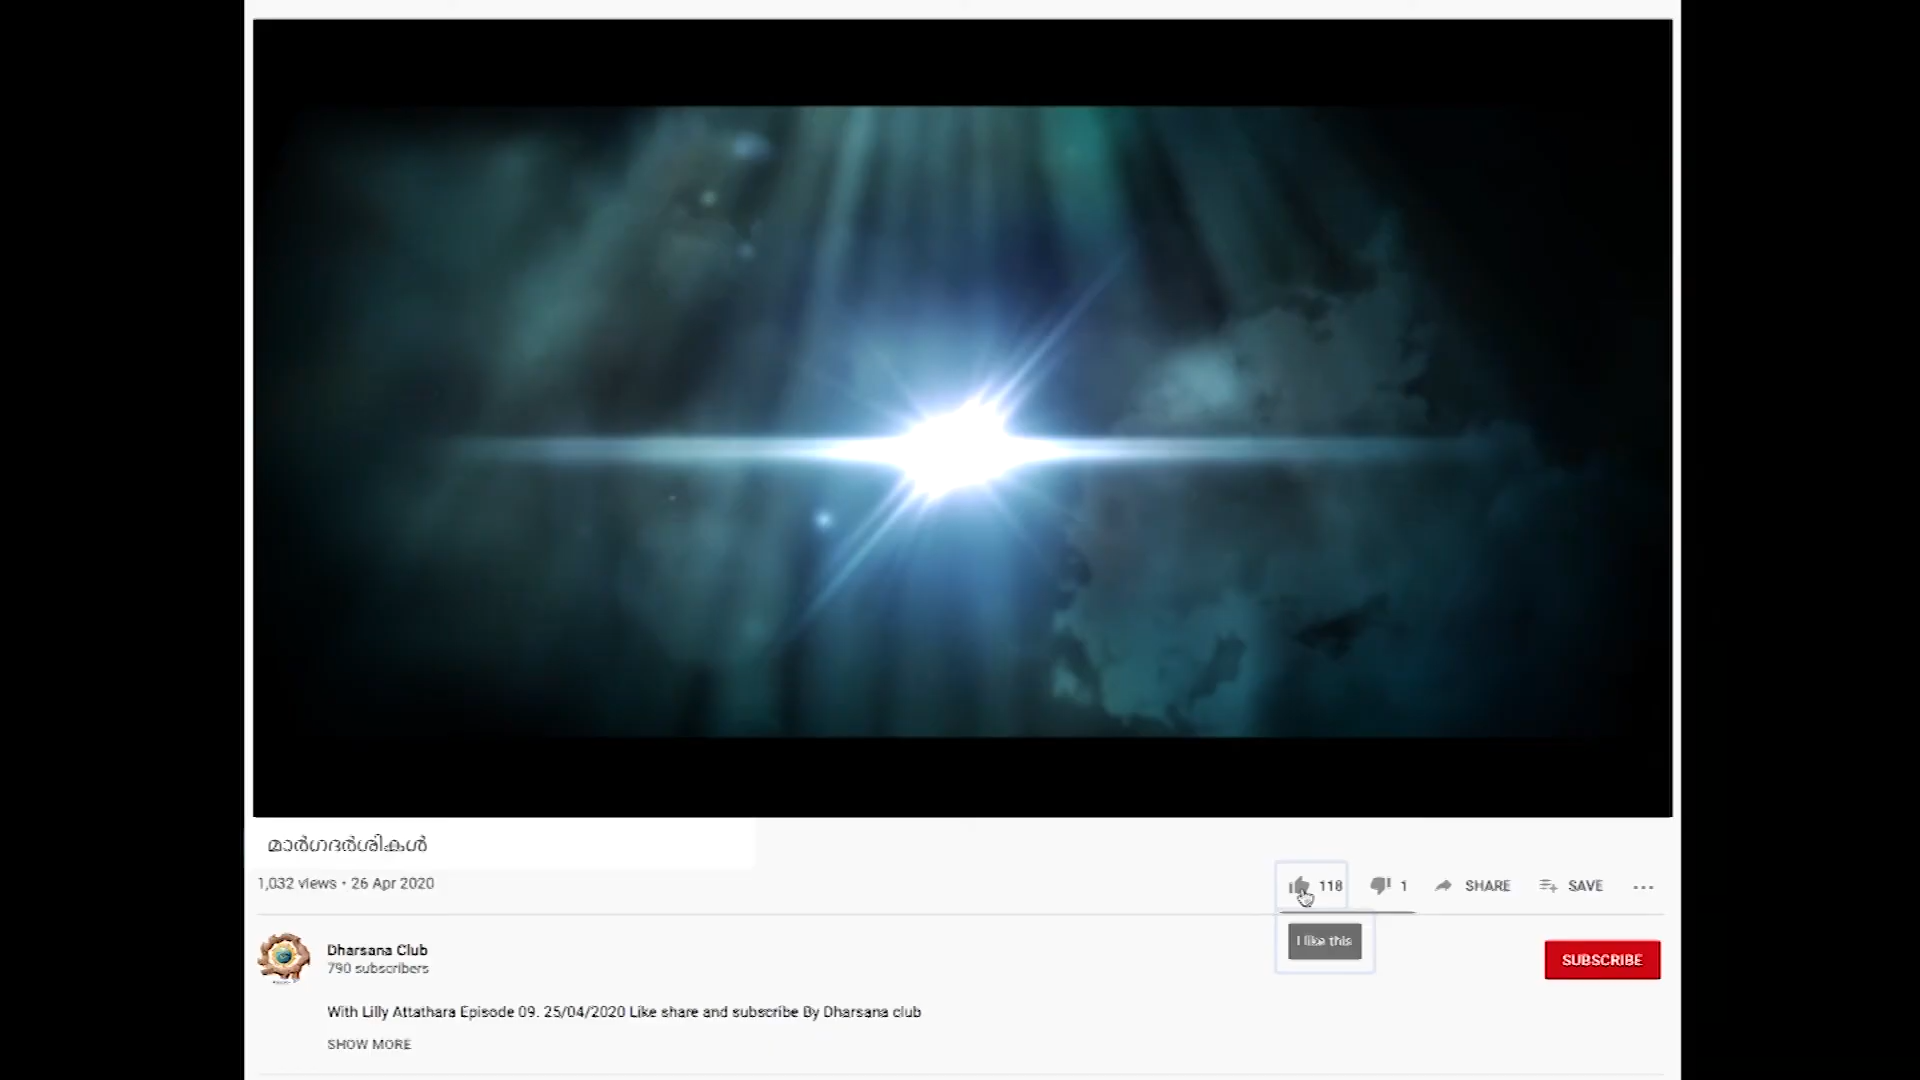 മാർഗദർശികൾ
1,032 views • 26 Apr 2020
118
1
SHARE
SAVE
I like this
Dharsana Club
790 subscribers
SUBSCRIBE
With Lilly Attathara Episode 09. 25/04/2020 Like share and subscribe By Dharsana club
SHOW MORE